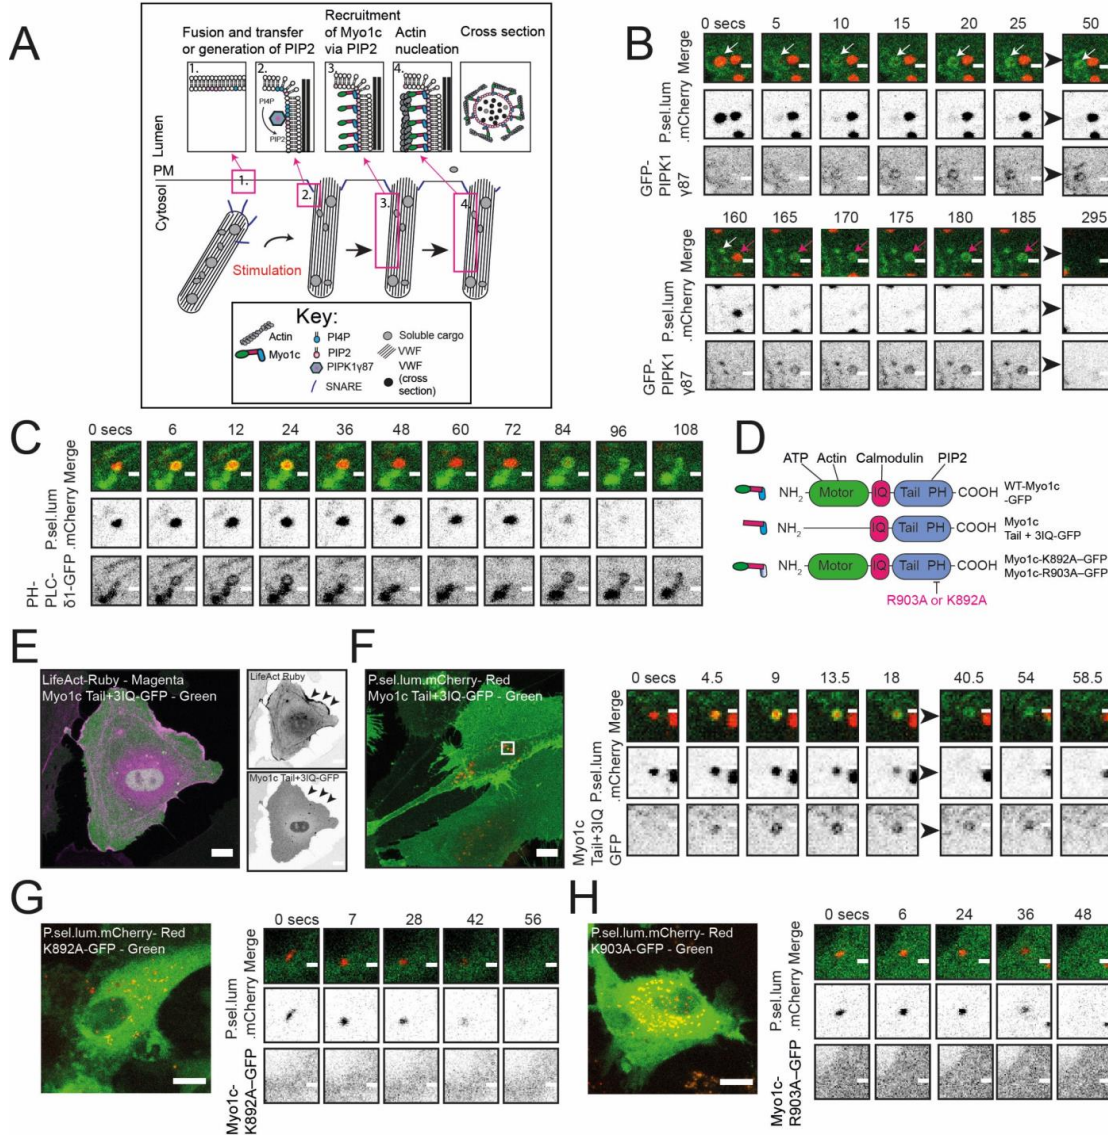 A
Fusion and transfer
or generation of PIP2
Recruitment
of Myo1c
via PIP2
Actin
nucleation
Cross section
1.
2.
3.
4.
PI4P
PIP2
Lumen
PM
Cytosol
1.
2.
3.
4.
Stimulation
Key:
Actin
Myo1c
PI4P
PIP2
PIPK1γ87
SNARE
Soluble cargo
VWF
VWF
(cross
section)
B
0 secs 5 10 15 20 25 50
Merge
P.sel.lum
.mCherry
GFP-
PIPK1
γ87
160 165 170 175 180 185 295
Merge
P.sel.lum
.mCherry
GFP-
PIPK1
γ87
C
0 secs 6 12 24 36 48 60 72 84 96 108
Merge
P.sel.lum
.mCherry
PH-
PLC-
δ1-GFP
D
ATP Actin Calmodulin PIP2
NH2 Motor IQ Tail PH COOH WT-Myo1c
-GFP
NH2 IQ Tail PH COOH Myo1c
Tail + 3IQ-GFP
NH2 Motor IQ Tail PH COOH Myo1c-K892A–GFP
Myo1c-R903A–GFP
R903A or K892A
E
LifeAct-Ruby - Magenta
Myo1c Tail+3IQ-GFP - Green
LifeAct Ruby
Myo1c Tail+3IQ-GFP
F
P.sel.lum.mCherry- Red
Myo1c Tail+3IQ-GFP - Green
0 secs 4.5 9 13.5 18 40.5 54 58.5
Merge
P.sel.lum
.mCherry
Myo1c
Tail+3IQ
GFP
G
P.sel.lum.mCherry- Red
K892A-GFP - Green
0 secs 7 28 42 56
Merge
P.sel.lum
.mCherry
Myo1c-
K892A–GFP
H
P.sel.lum.mCherry- Red
K903A-GFP - Green
0 secs 6 24 36 48
Merge
P.sel.lum
.mCherry
Myo1c-
R903A–GFP